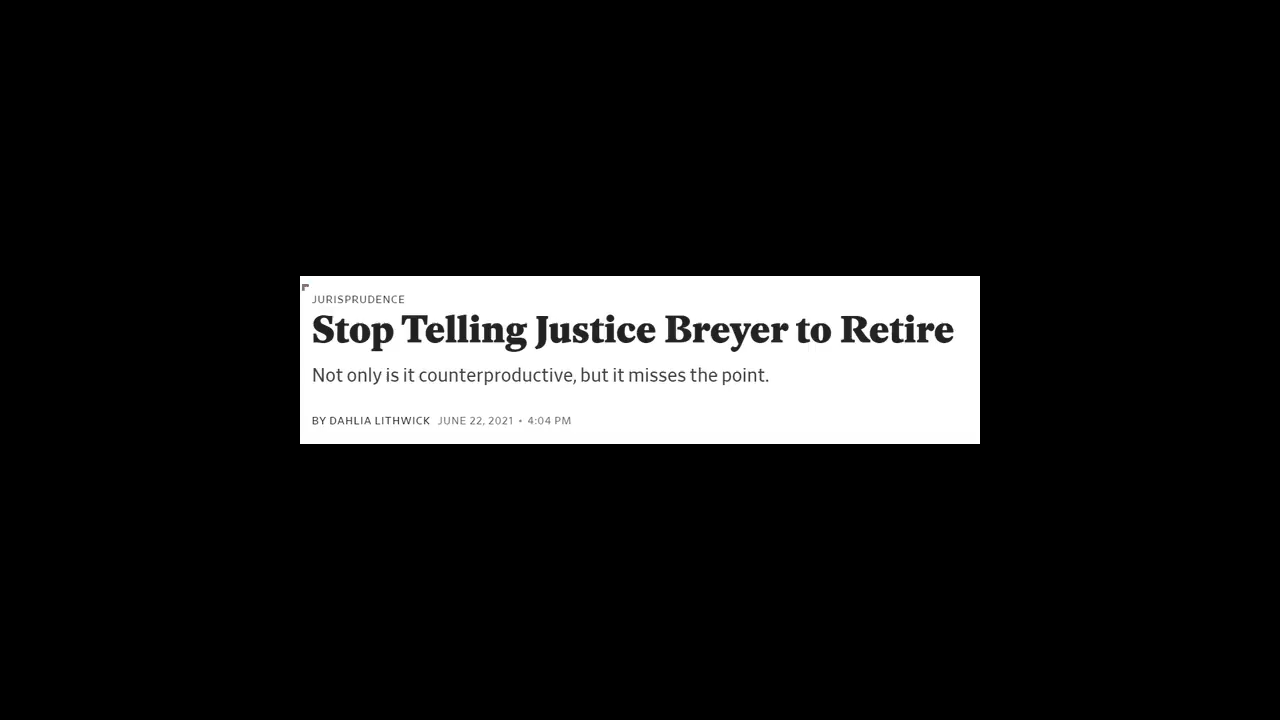 JURISPRUDENCE
Stop Telling Justice Breyer to Retire
Not only is it counterproductive, but it misses the point.
BY DAHLIA LITHWICK JUNE 22, 2021 • 4:04 PM